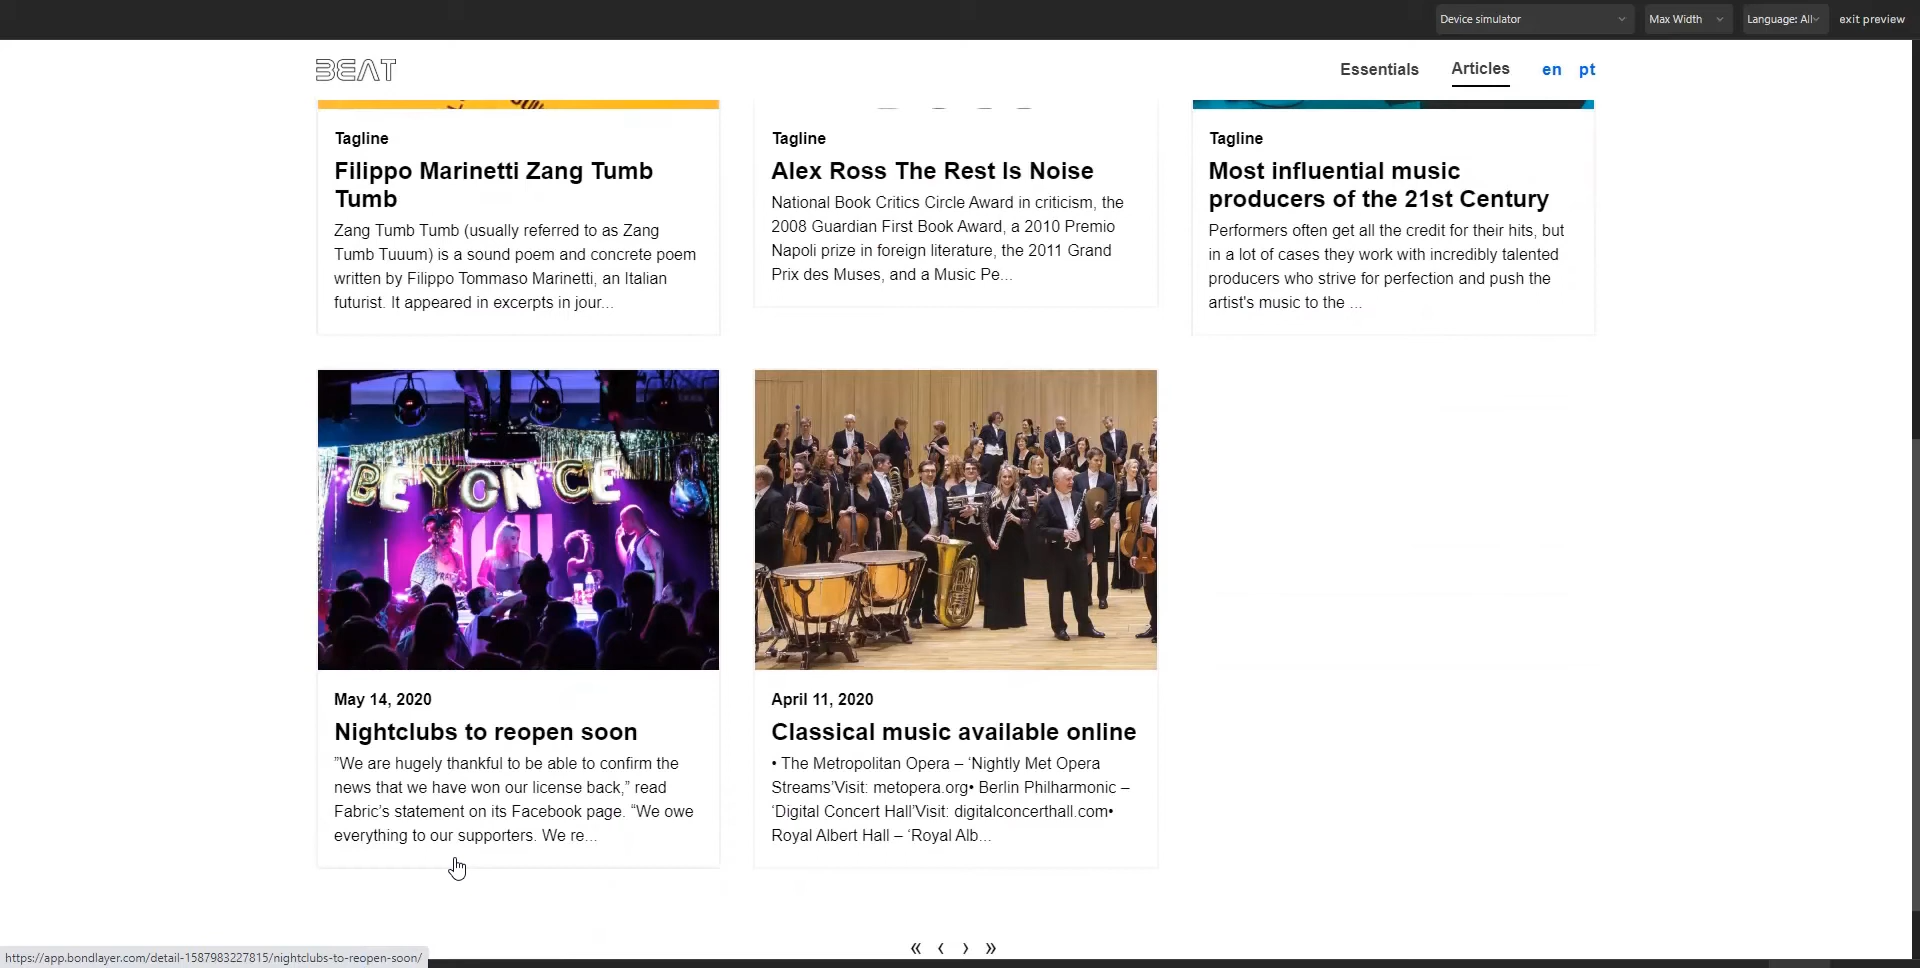 Device simulator
Max Width
Language: All
exit preview
BEAT
Essentials
Articles
en
pt
Tagline
Filippo Marinetti Zang Tumb
Tumb
Zang Tumb Tumb (usually referred to as Zang
Tumb Tuuum) is a sound poem and concrete poem
written by Filippo Tommaso Marinetti, an Italian
futurist. It appeared in excerpts in jour...
Tagline
Alex Ross The Rest Is Noise
National Book Critics Circle Award in criticism, the
2008 Guardian First Book Award, a 2010 Premio
Napoli prize in foreign literature, the 2011 Grand
Prix des Muses, and a Music Pe...
Tagline
Most influential music
producers of the 21st Century
Performers often get all the credit for their hits, but
in a lot of cases they work with incredibly talented
producers who strive for perfection and push the
artist's music to the ...
BEYONCE
May 14, 2020
Nightclubs to reopen soon
”We are hugely thankful to be able to confirm the
news that we have won our license back,” read
Fabric’s statement on its Facebook page. “We owe
everything to our supporters. We re...
April 11, 2020
Classical music available online
• The Metropolitan Opera – ‘Nightly Met Opera
Streams’Visit: metopera.org• Berlin Philharmonic –
‘Digital Concert Hall’Visit: digitalconcerthall.com•
Royal Albert Hall – ‘Royal Alb...
« ‹ › »
https://app.bondlayer.com/detail-1587983227815/nightclubs-to-reopen-soon/